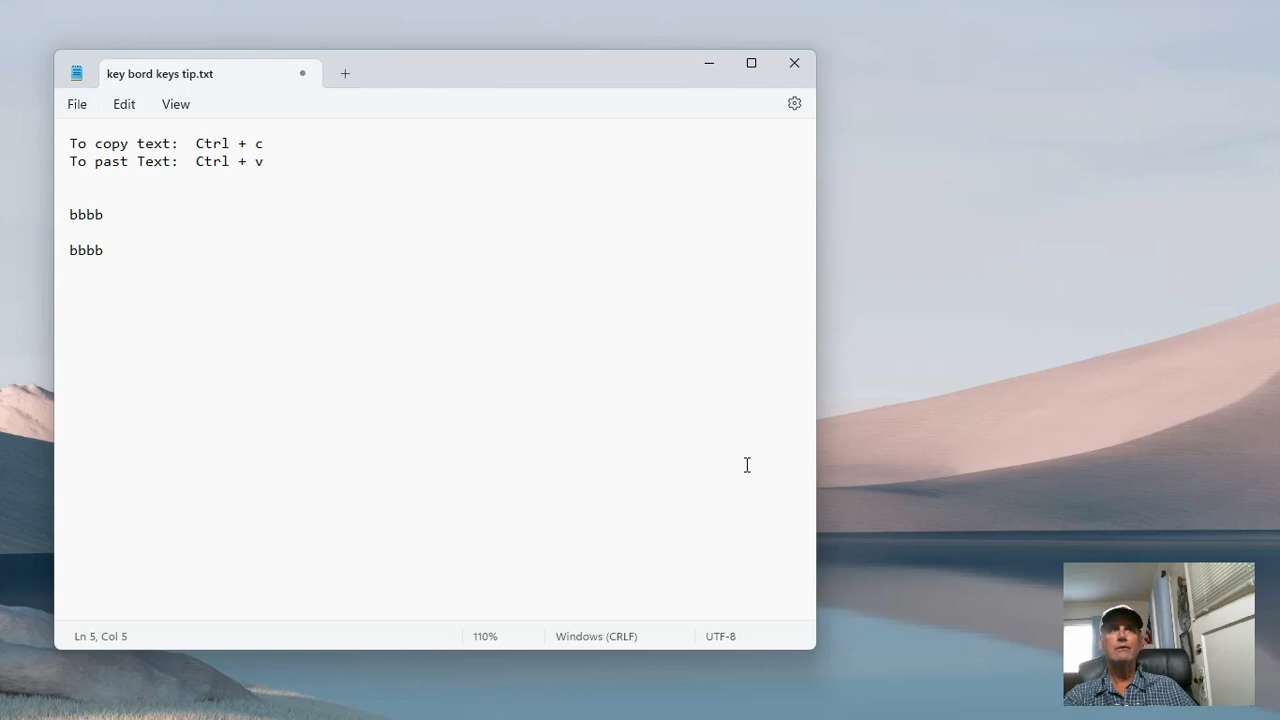 key bord keys tip.txt
File Edit View
To copy text:  Ctrl + c
To past Text:  Ctrl + v
bbbb
bbbb
Ln 5, Col 5
110%
Windows (CRLF)
UTF-8